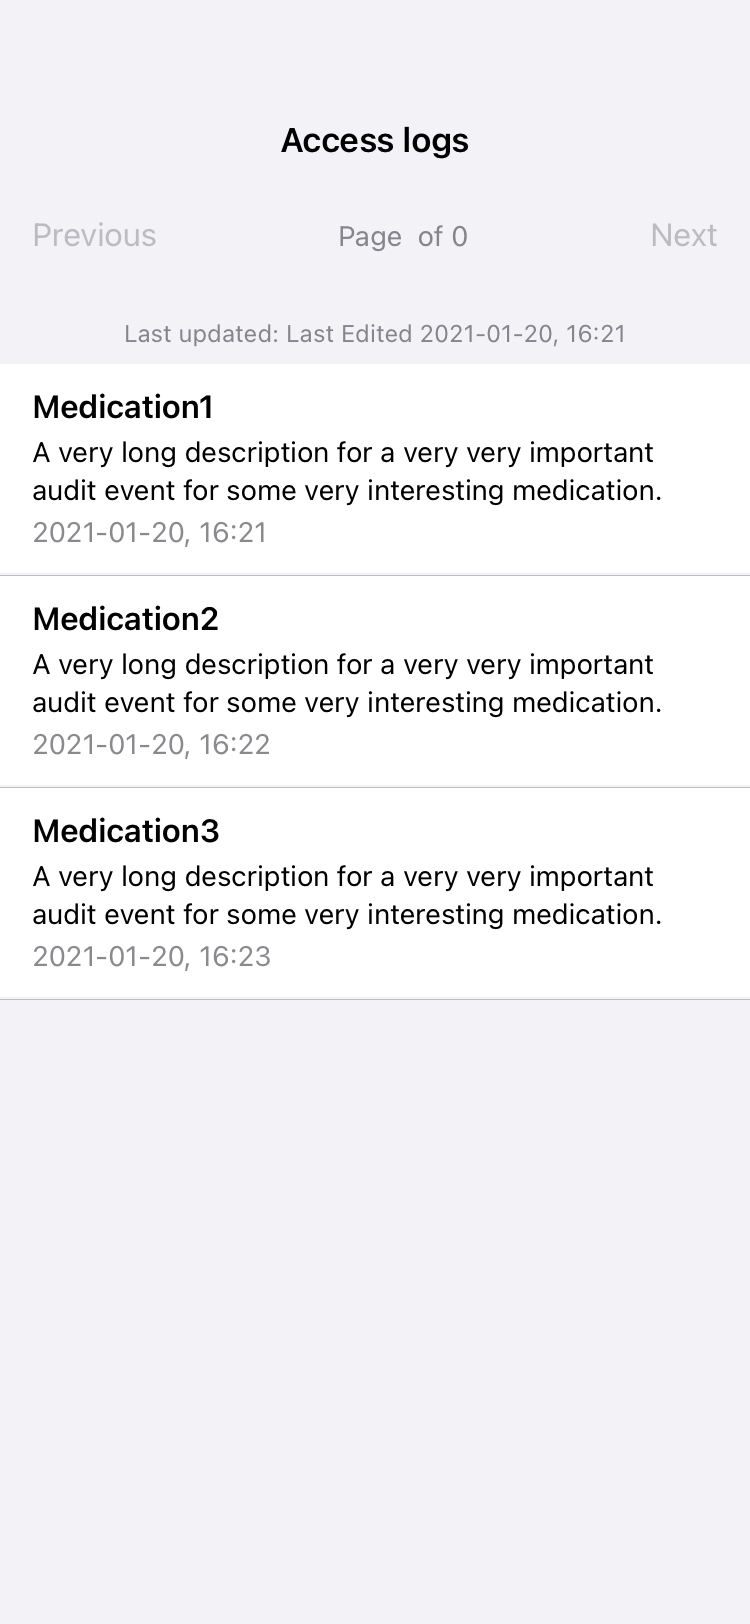 Access logs
Previous
Page  of 0
Next
Last updated: Last Edited 2021-01-20, 16:21
Medication1
A very long description for a very very important
audit event for some very interesting medication.
2021-01-20, 16:21
Medication2
A very long description for a very very important
audit event for some very interesting medication.
2021-01-20, 16:22
Medication3
A very long description for a very very important
audit event for some very interesting medication.
2021-01-20, 16:23